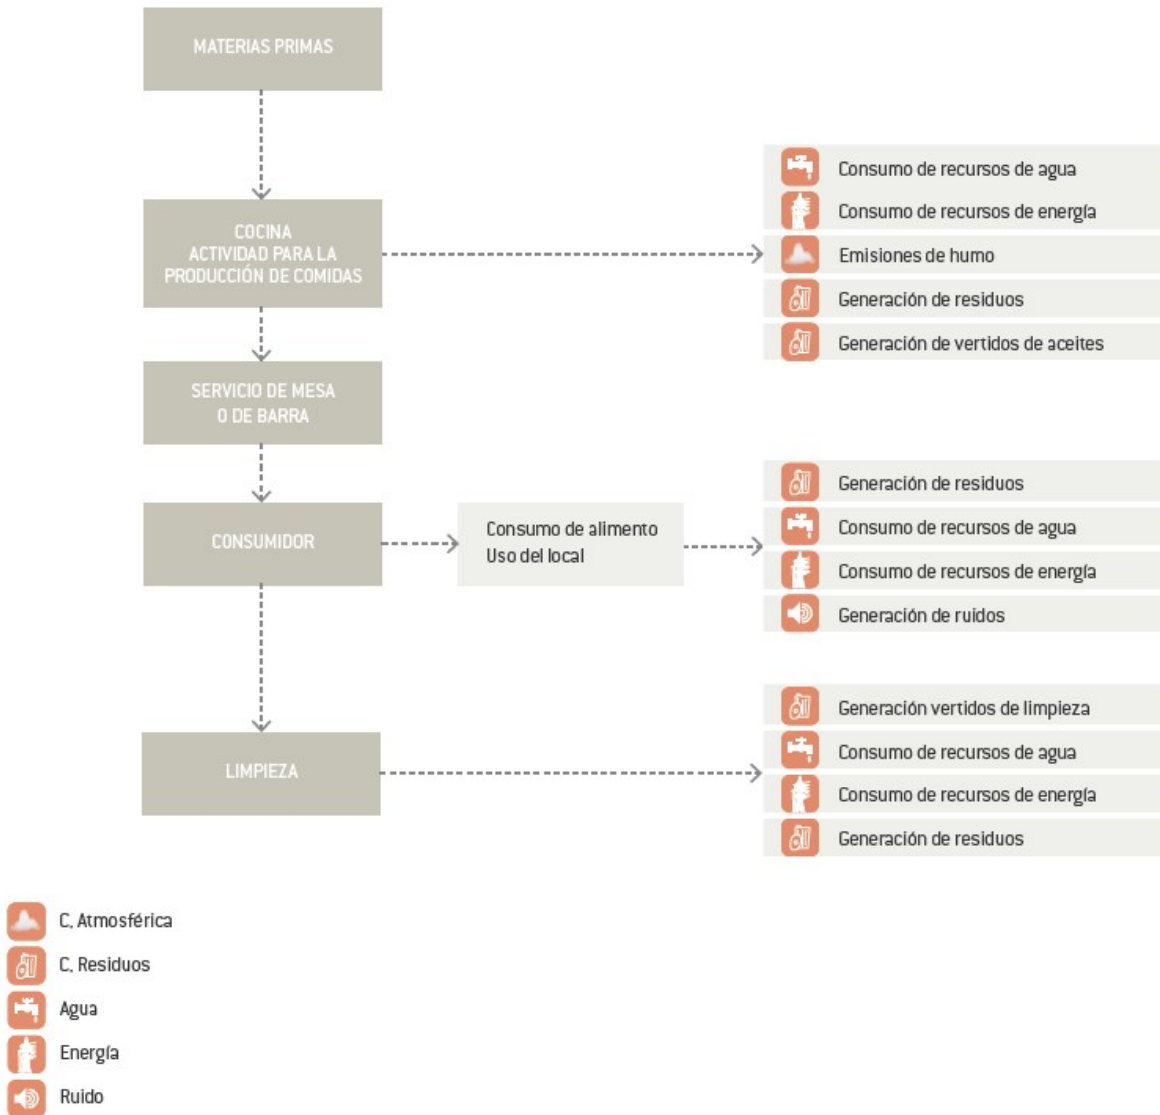 MATERIAS PRIMAS
COCINA
ACTIVIDAD PARA LA
PRODUCCIÓN DE COMIDAS
Consumo de recursos de agua
Consumo de recursos de energía
Emisiones de humo
Generación de residuos
Generación de vertidos de aceites
SERVICIO DE MESA
O DE BARRA
CONSUMIDOR
Consumo de alimento
Uso del local
Generación de residuos
Consumo de recursos de agua
Consumo de recursos de energía
Generación de ruidos
LIMPIEZA
Generación vertidos de limpieza
Consumo de recursos de agua
Consumo de recursos de energía
Generación de residuos
C, Atmosférica
C, Residuos
Agua
Energía
Ruido